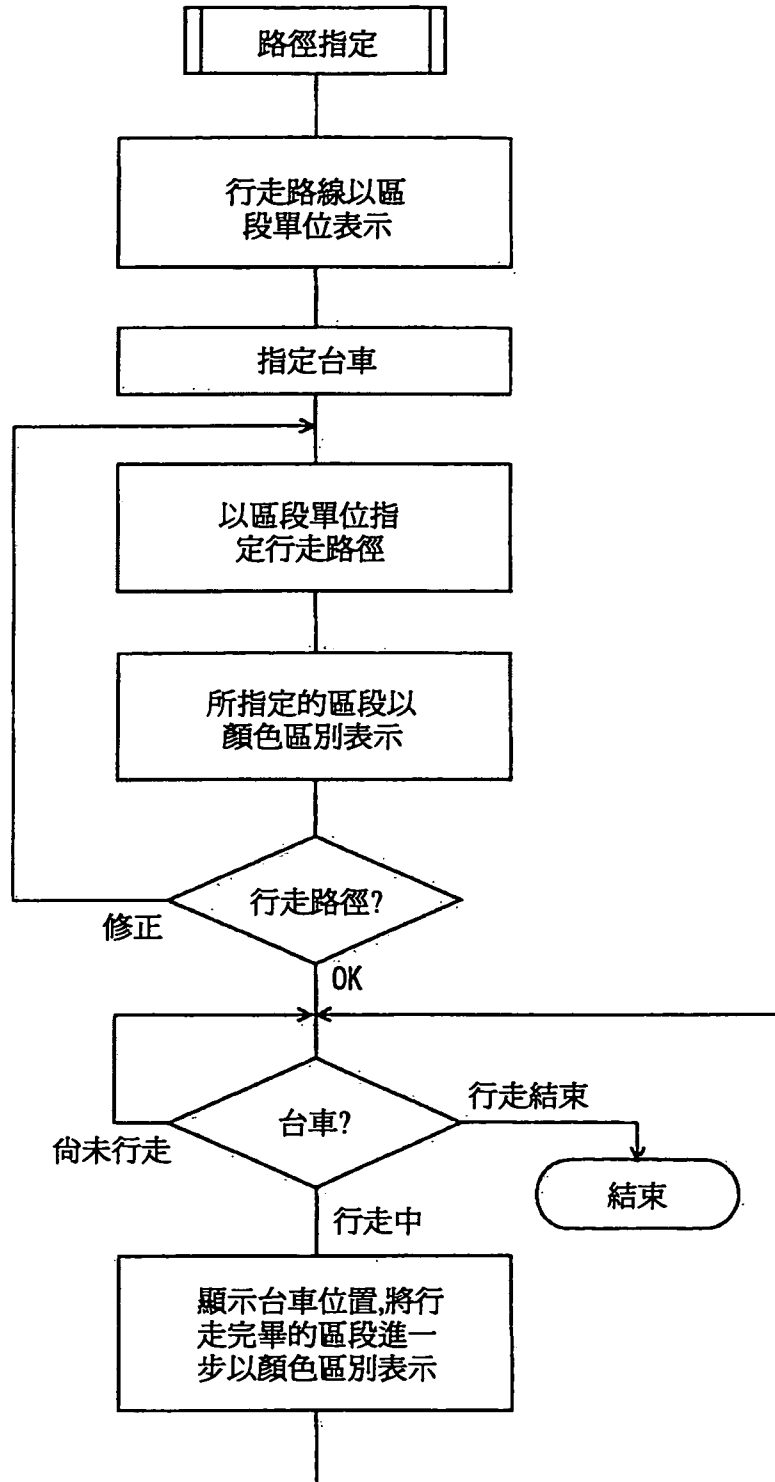 路徑指定
行走路線以區
段單位表示
指定台車
以區段單位指
定行走路徑
所指定的區段以
顏色區別表示
行走路徑?
修正
OK
台車?
行走結束
尚未行走
結束
行走中
顯示台車位置,將行
走完畢的區段進一
步以顏色區別表示